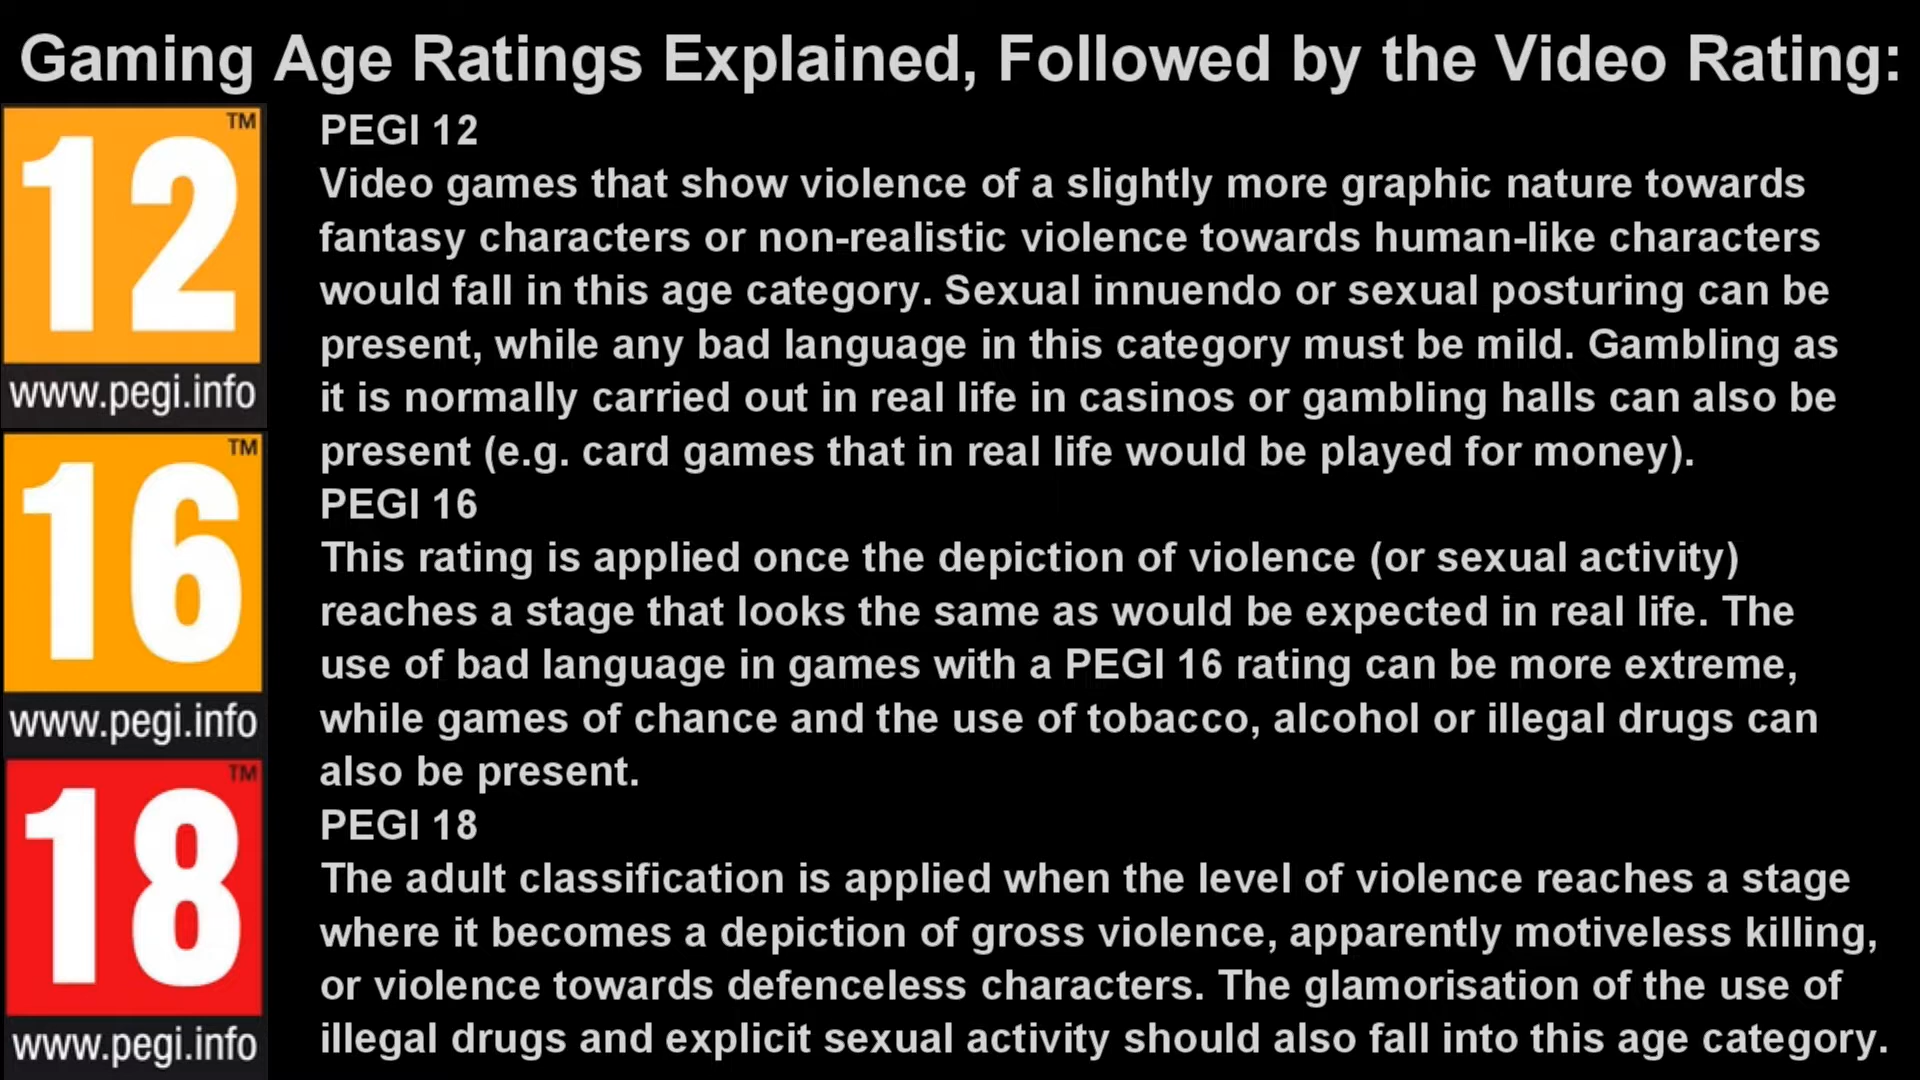 Gaming Age Ratings Explained, Followed by the Video Rating:
12™
www.pegi.info
PEGI 12
Video games that show violence of a slightly more graphic nature towards
fantasy characters or non-realistic violence towards human-like characters
would fall in this age category. Sexual innuendo or sexual posturing can be
present, while any bad language in this category must be mild. Gambling as
it is normally carried out in real life in casinos or gambling halls can also be
present (e.g. card games that in real life would be played for money).
16™
www.pegi.info
PEGI 16
This rating is applied once the depiction of violence (or sexual activity)
reaches a stage that looks the same as would be expected in real life. The
use of bad language in games with a PEGI 16 rating can be more extreme,
while games of chance and the use of tobacco, alcohol or illegal drugs can
also be present.
18™
www.pegi.info
PEGI 18
The adult classification is applied when the level of violence reaches a stage
where it becomes a depiction of gross violence, apparently motiveless killing,
or violence towards defenceless characters. The glamorisation of the use of
illegal drugs and explicit sexual activity should also fall into this age category.